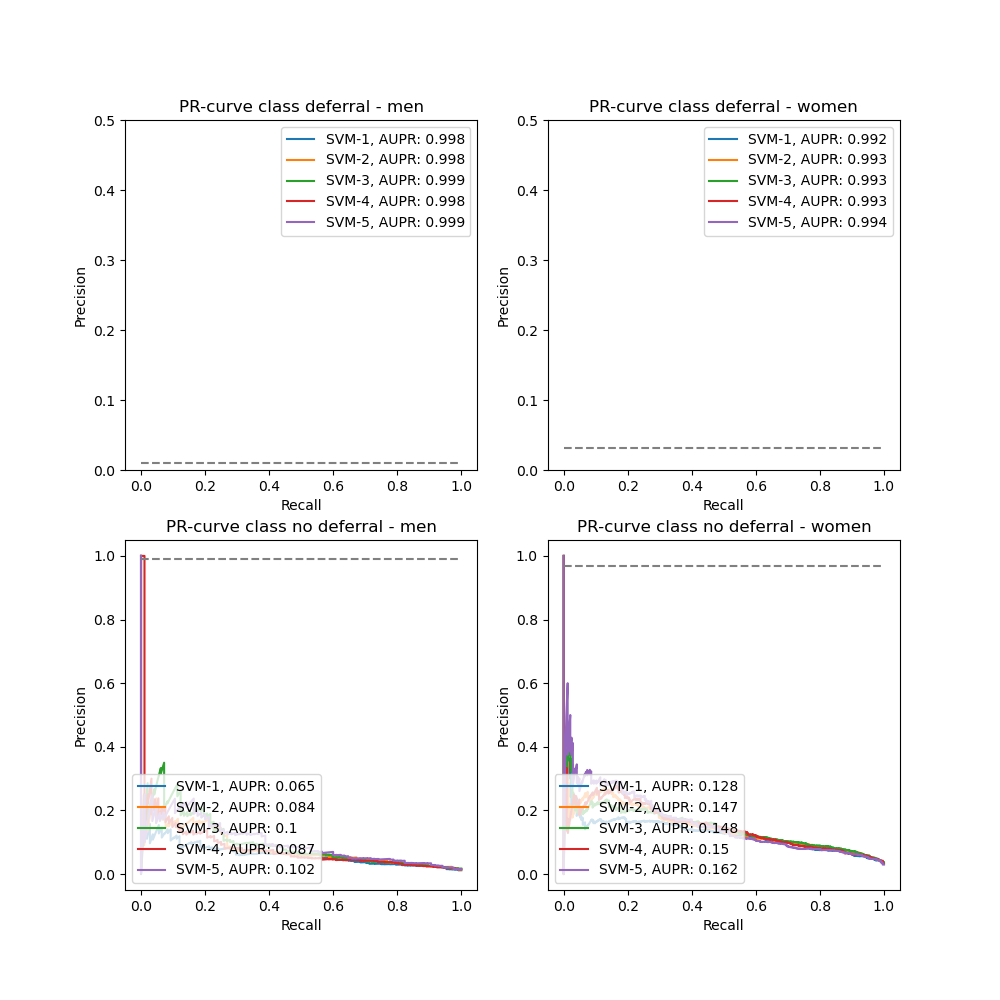 PR-curve class deferral - men
0.5
0.4
0.3
0.2
0.1
0.0
Precision
SVM-1, AUPR: 0.998
SVM-2, AUPR: 0.998
SVM-3, AUPR: 0.999
SVM-4, AUPR: 0.998
SVM-5, AUPR: 0.999
0.0 0.2 0.4 0.6 0.8 1.0
Recall
PR-curve class deferral - women
0.5
0.4
0.3
0.2
0.1
0.0
Precision
SVM-1, AUPR: 0.992
SVM-2, AUPR: 0.993
SVM-3, AUPR: 0.993
SVM-4, AUPR: 0.993
SVM-5, AUPR: 0.994
0.0 0.2 0.4 0.6 0.8 1.0
Recall
PR-curve class no deferral - men
1.0
0.8
0.6
0.4
0.2
0.0
Precision
SVM-1, AUPR: 0.065
SVM-2, AUPR: 0.084
SVM-3, AUPR: 0.1
SVM-4, AUPR: 0.087
SVM-5, AUPR: 0.102
0.0 0.2 0.4 0.6 0.8 1.0
Recall
PR-curve class no deferral - women
1.0
0.8
0.6
0.4
0.2
0.0
Precision
SVM-1, AUPR: 0.128
SVM-2, AUPR: 0.147
SVM-3, AUPR: 0.148
SVM-4, AUPR: 0.15
SVM-5, AUPR: 0.162
0.0 0.2 0.4 0.6 0.8 1.0
Recall